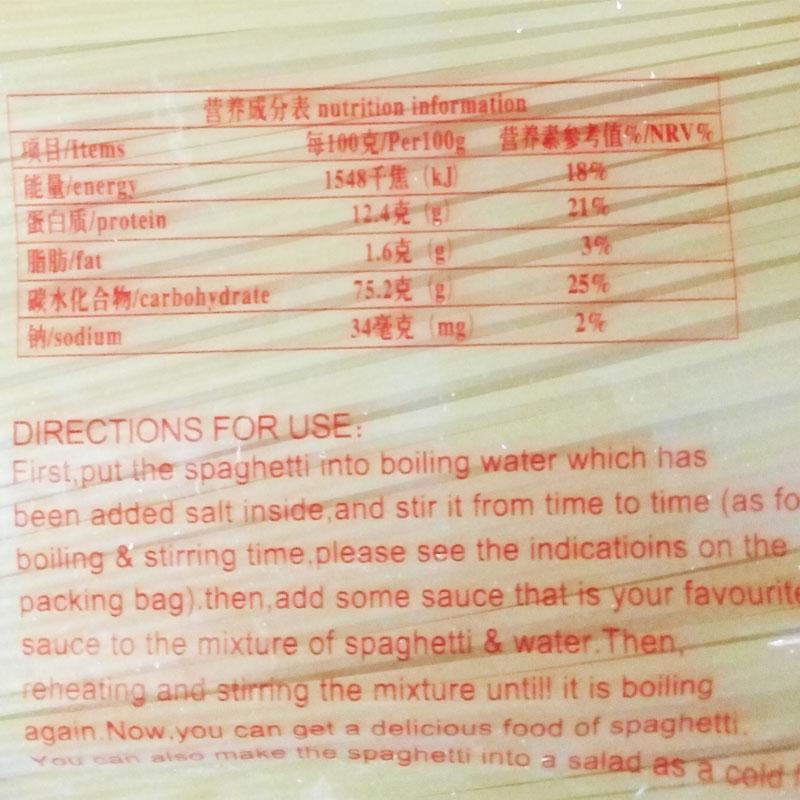 营养成分表 nutrition information
项目/Items 每100克/Per100g 营养素参考值%/NRV%
能量/energy 1548千焦 (kJ) 18%
蛋白质/protein 12.4克 (g) 21%
脂肪/fat 1.6克 (g) 3%
碳水化合物/carbohydrate 75.2克 (g) 25%
钠/sodium 34毫克 (mg) 2%
DIRECTIONS FOR USE:
First,put the spaghetti into boiling water which has
been added salt inside,and stir it from time to time (as fo
boiling & stirring time,please see the indicatioins on the
packing bag).then,add some sauce that is your favourite
sauce to the mixture of spaghetti & water.Then,
reheating and stirring the mixture untill it is boiling
again.Now,you can get a delicious food of spaghetti.
You can also make the spaghetti into a salad as a cold